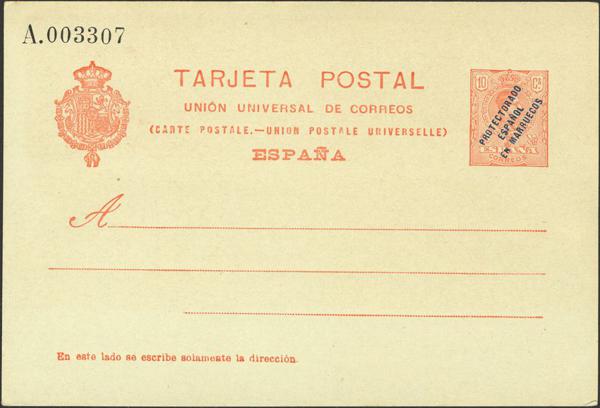 A.003307
TARJETA POSTAL
UNIÓN UNIVERSAL DE CORREOS
(CARTE POSTALE.—UNION POSTALE UNIVERSELLE)
ESPAÑA
10 Cs
PROTECTORADO
ESPAÑOL
EN MARRUECOS
ESPAÑA
CORREOS
A
En este lado se escribe solamente la dirección.